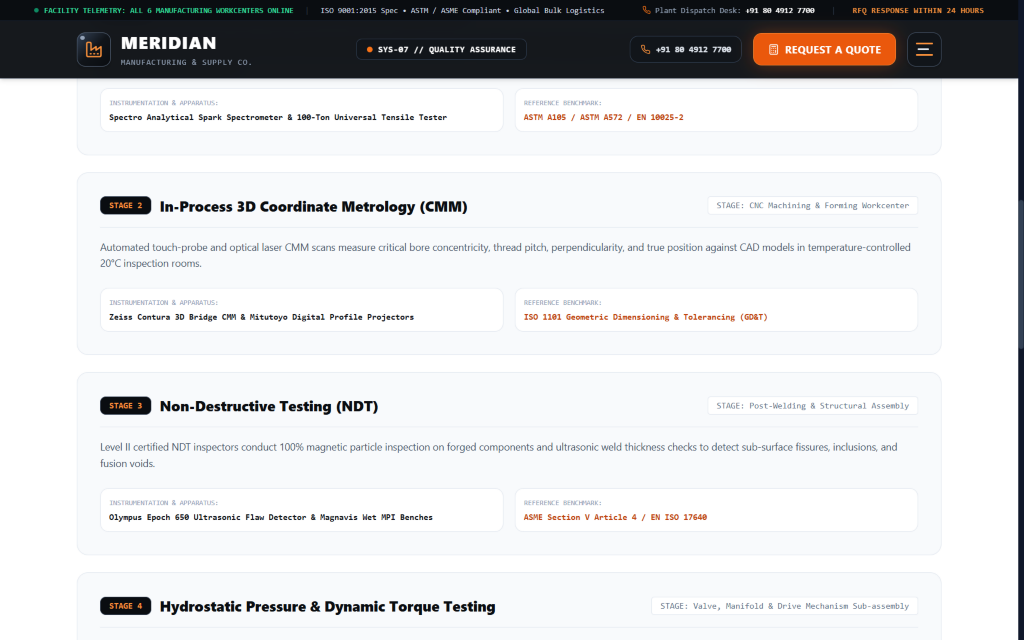 FACILITY TELEMETRY: ALL 6 MANUFACTURING WORKCENTERS ONLINE | ISO 9001:2015 Spec • ASTM / ASME Compliant • Global Bulk Logistics Plant Dispatch Desk: +91 80 4912 7700 | RFQ RESPONSE WITHIN 24 HOURS
MERIDIAN
MANUFACTURING & SUPPLY CO.
SYS-07 // QUALITY ASSURANCE
+91 80 4912 7700
REQUEST A QUOTE
INSTRUMENTATION & APPARATUS:
Spectro Analytical Spark Spectrometer & 100-Ton Universal Tensile Tester
REFERENCE BENCHMARK:
ASTM A105 / ASTM A572 / EN 10025-2
STAGE 2 In-Process 3D Coordinate Metrology (CMM) STAGE: CNC Machining & Forming Workcenter
Automated touch-probe and optical laser CMM scans measure critical bore concentricity, thread pitch, perpendicularity, and true position against CAD models in temperature-controlled
20°C inspection rooms.
INSTRUMENTATION & APPARATUS:
Zeiss Contura 3D Bridge CMM & Mitutoyo Digital Profile Projectors
REFERENCE BENCHMARK:
ISO 1101 Geometric Dimensioning & Tolerancing (GD&T)
STAGE 3 Non-Destructive Testing (NDT) STAGE: Post-Welding & Structural Assembly
Level II certified NDT inspectors conduct 100% magnetic particle inspection on forged components and ultrasonic weld thickness checks to detect sub-surface fissures, inclusions, and
fusion voids.
INSTRUMENTATION & APPARATUS:
Olympus Epoch 650 Ultrasonic Flaw Detector & Magnavis Wet MPI Benches
REFERENCE BENCHMARK:
ASME Section V Article 4 / EN ISO 17640
STAGE 4 Hydrostatic Pressure & Dynamic Torque Testing STAGE: Valve, Manifold & Drive Mechanism Sub-assembly